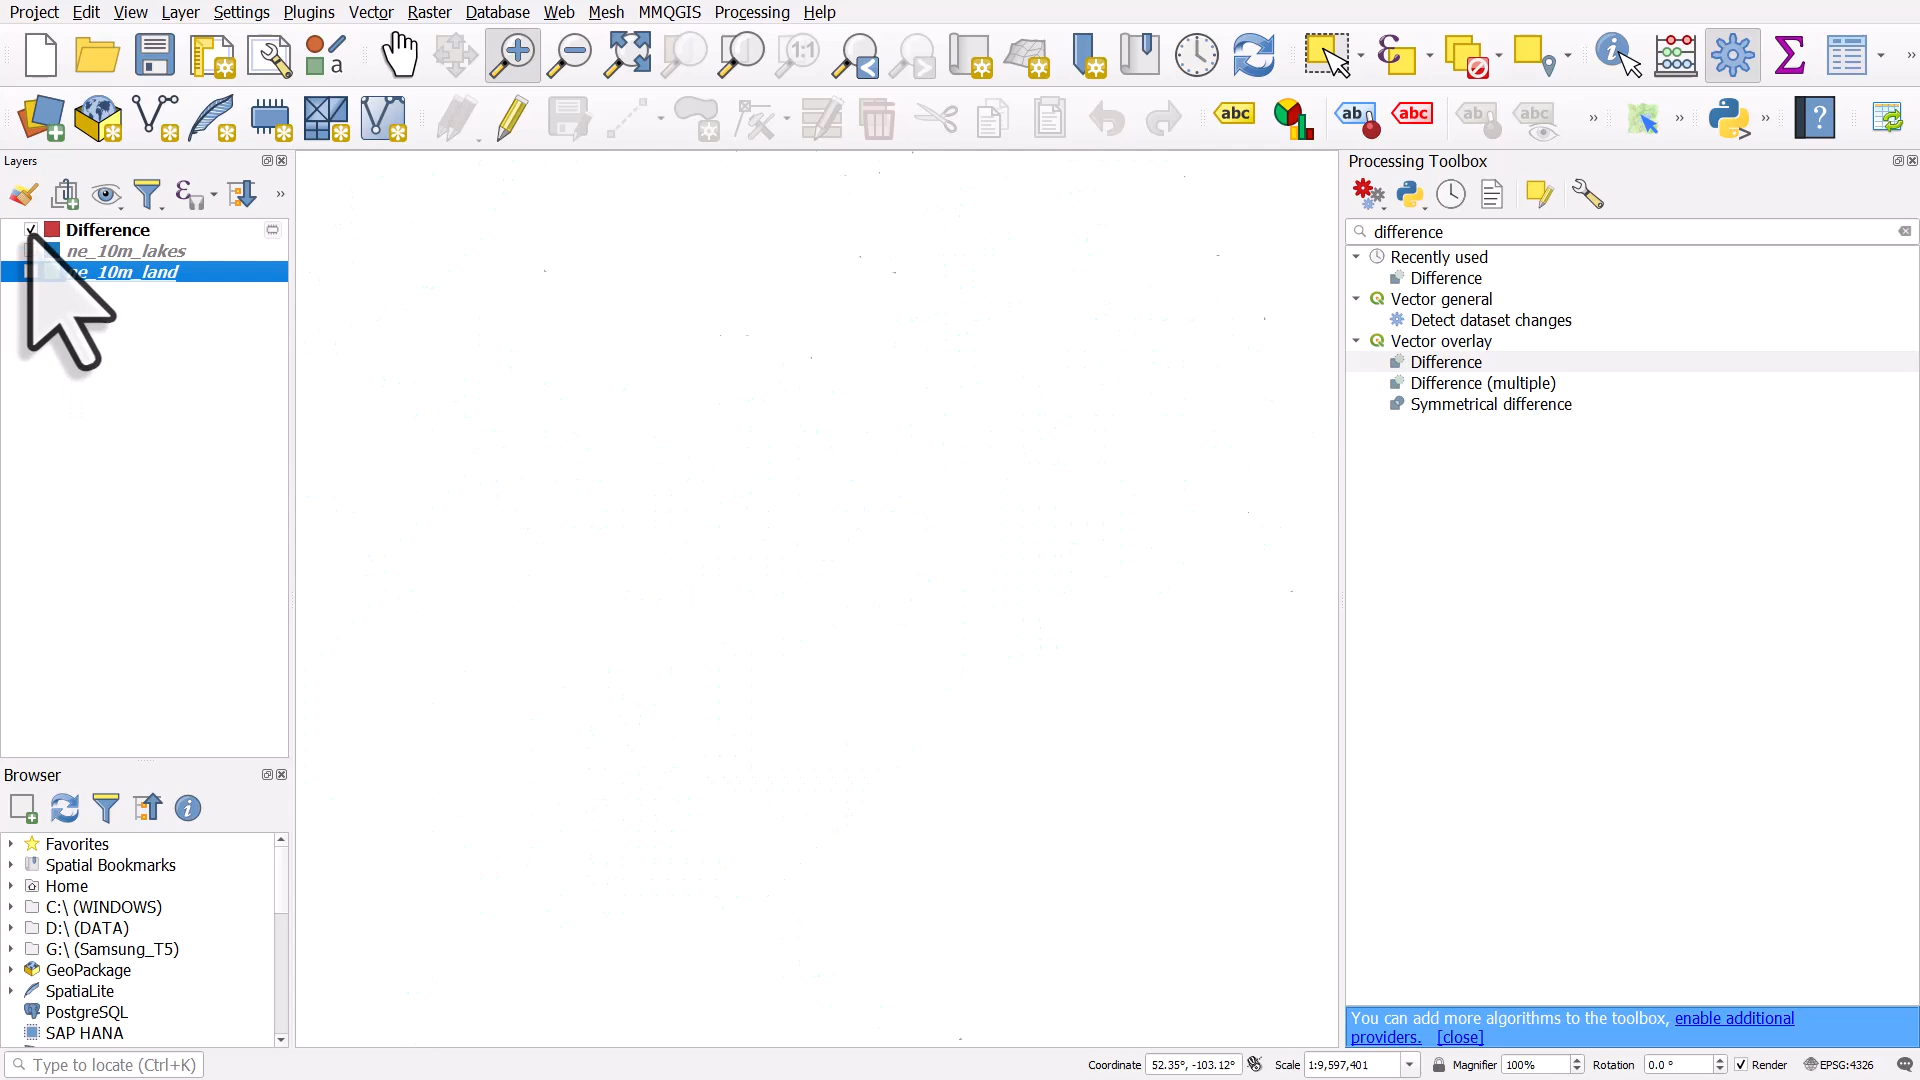 Project Edit View Layer Settings Plugins Vector Raster Database Web Mesh MMQGIS Processing Help
Layers
Difference
ne_10m_lakes
ne_10m_land
Browser
Favorites
Spatial Bookmarks
Home
C:\ (WINDOWS)
D:\ (DATA)
G:\ (Samsung_T5)
GeoPackage
SpatiaLite
PostgreSQL
SAP HANA
Processing Toolbox
difference
Recently used
Difference
Vector general
Detect dataset changes
Vector overlay
Difference
Difference (multiple)
Symmetrical difference
You can add more algorithms to the toolbox, enable additional
providers. [close]
Type to locate (Ctrl+K)
Coordinate 52.35°, -103.12° Scale 1:9,597,401 Magnifier 100% Rotation 0.0 ° Render EPSG:4326